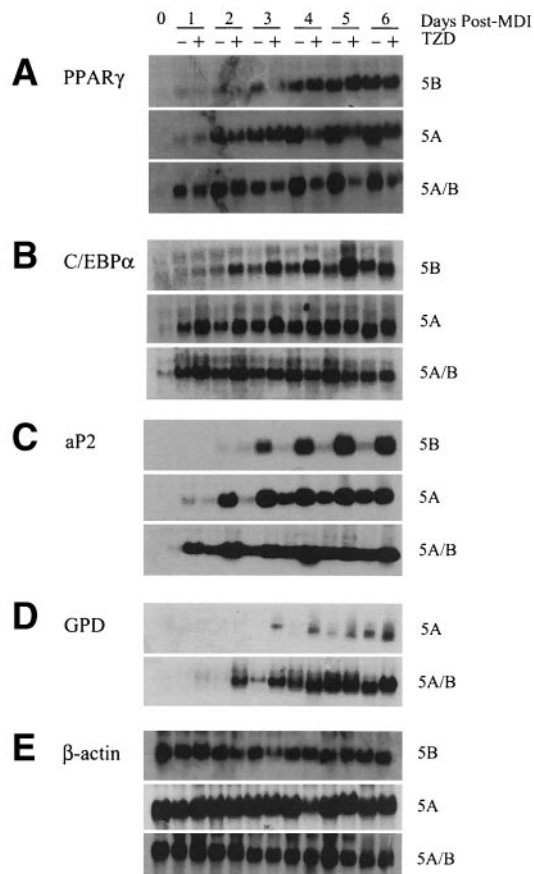 0 1 2 3 4 5 6 Days Post-MDI
– + – + – + – + – + – + TZD
A PPARγ 5B
5A
5A/B
B C/EBPα 5B
5A
5A/B
C aP2 5B
5A
5A/B
D GPD 5A
5A/B
E β-actin 5B
5A
5A/B